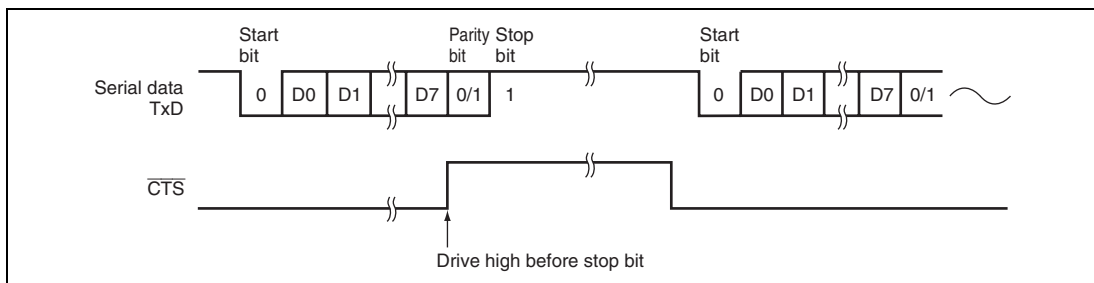 Start bit
Parity bit
Stop bit
Start bit
Serial data TxD
0
D0
D1
D7
0/1
1
0
D0
D1
D7
0/1
CTS
Drive high before stop bit